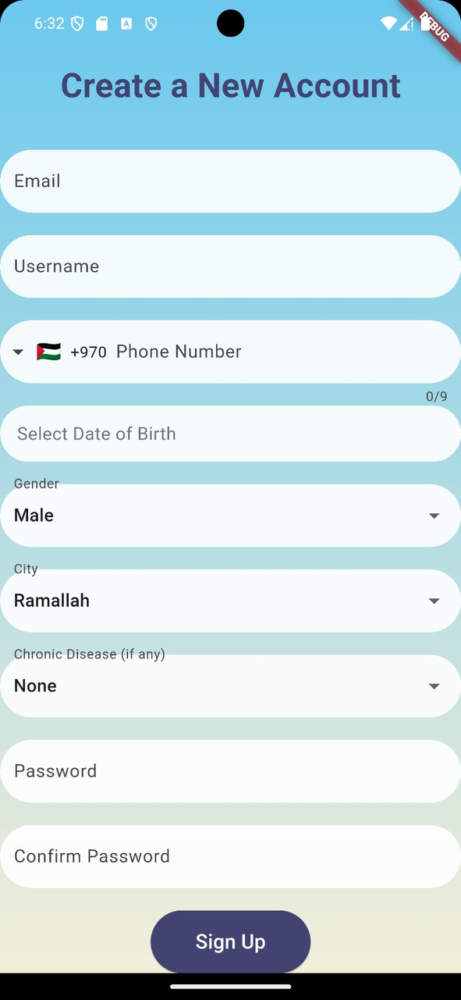 6:32
DEBUG
Create a New Account
Email
Username
+970 Phone Number
0/9
Select Date of Birth
Gender
Male
City
Ramallah
Chronic Disease (if any)
None
Password
Confirm Password
Sign Up